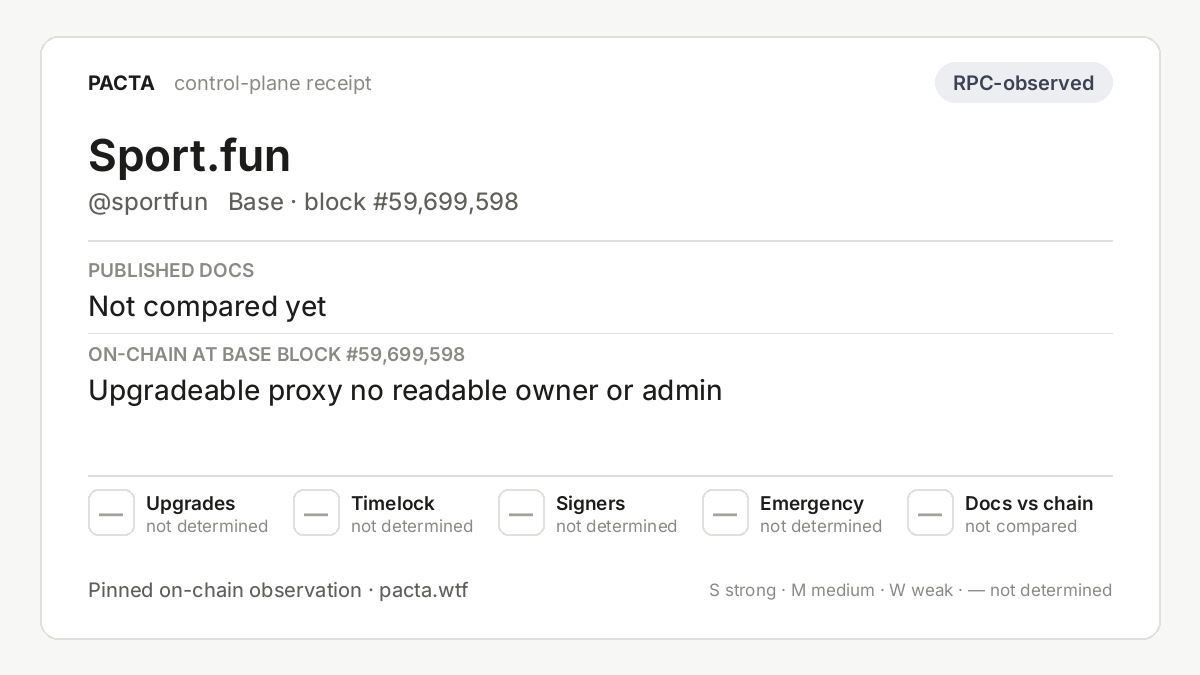 PACTA control-plane receipt RPC-observed
Sport.fun
@sportfun Base · block #59,699,598
PUBLISHED DOCS
Not compared yet
ON-CHAIN AT BASE BLOCK #59,699,598
Upgradeable proxy no readable owner or admin
— Upgrades — Timelock — Signers — Emergency — Docs vs chain
not determined not determined not determined not determined not compared
Pinned on-chain observation · pacta.wtf S strong · M medium · W weak · — not determined